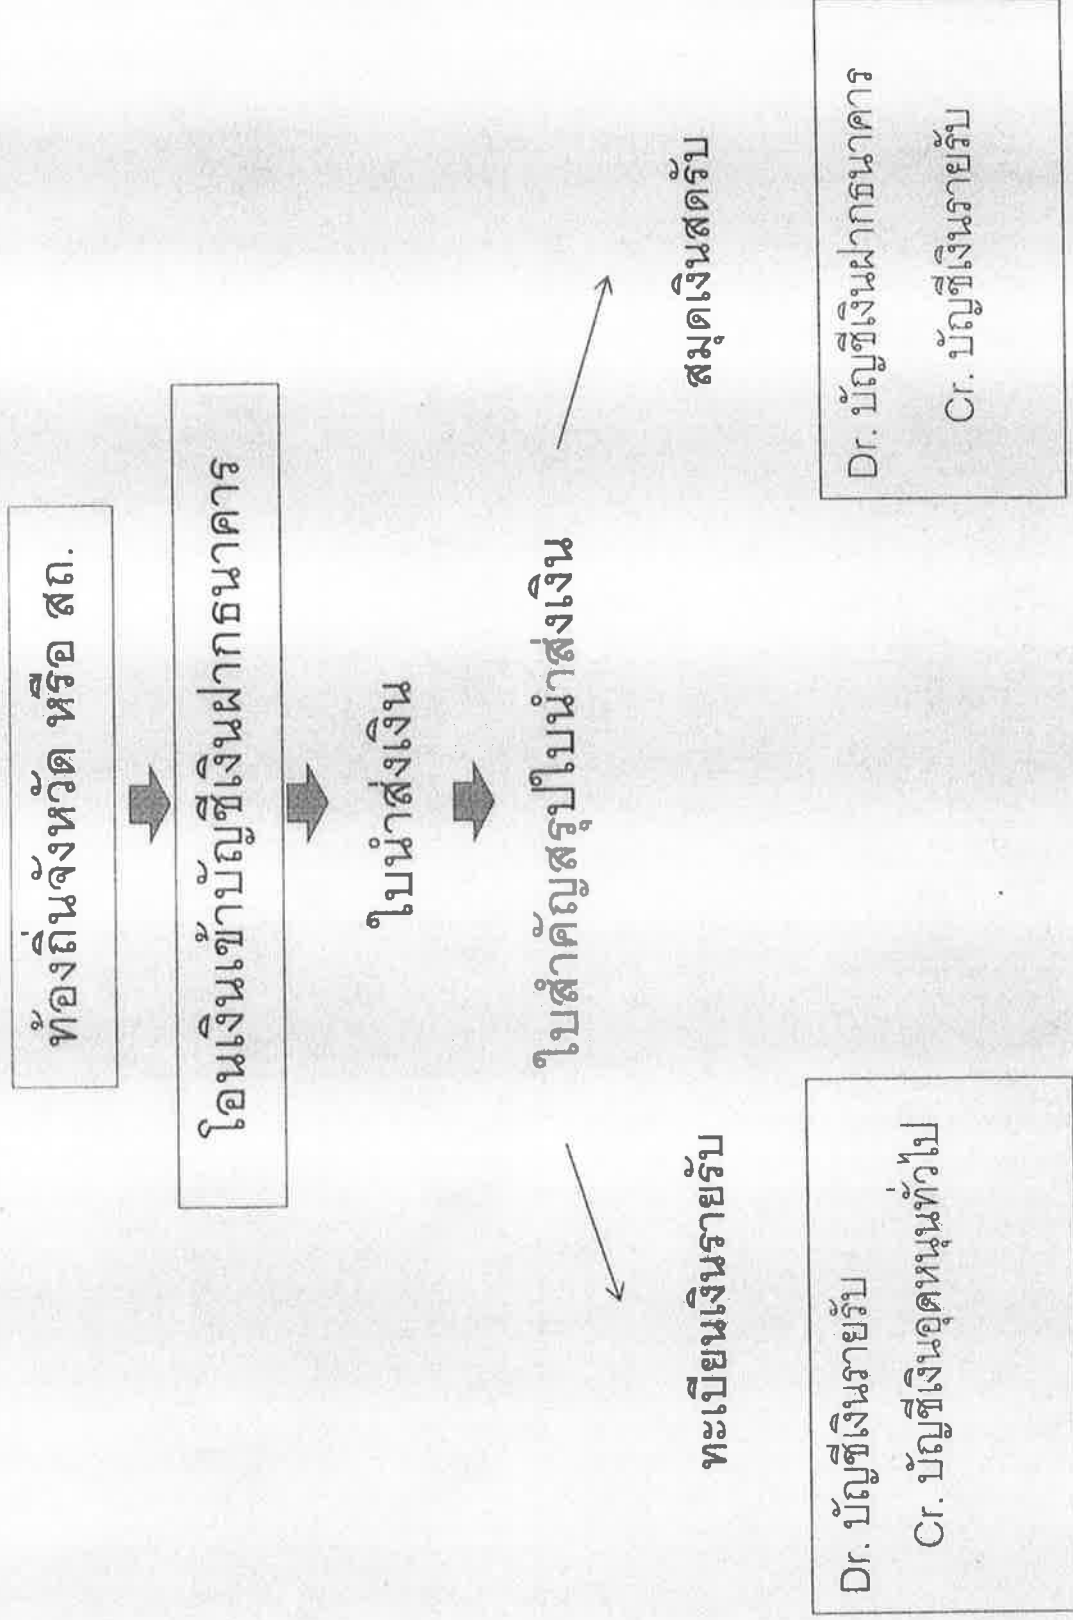 ท้องถิ่นจังหวัด หรือ สถ.
โอนเงินเข้าบัญชีเงินฝากธนาคาร
ใบนำส่งเงิน
ใบสำคัญสรุปใบนำส่งเงิน
ทะเบียนเงินรายรับ
สมุดเงินสดรับ
Dr. บัญชีเงินรายรับ
Cr. บัญชีเงินอุดหนุนทั่วไป
Dr. บัญชีเงินฝากธนาคาร
Cr. บัญชีเงินรายรับ